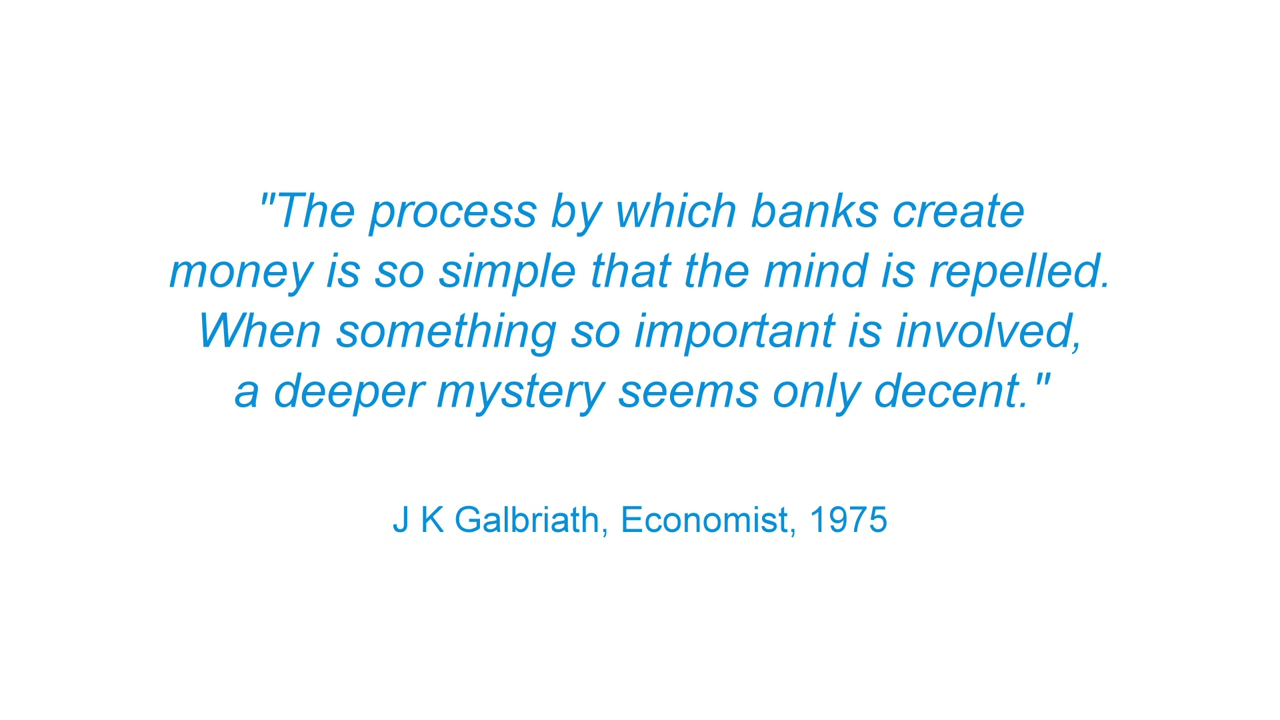 "The process by which banks create
money is so simple that the mind is repelled.
When something so important is involved,
a deeper mystery seems only decent."
J K Galbriath, Economist, 1975